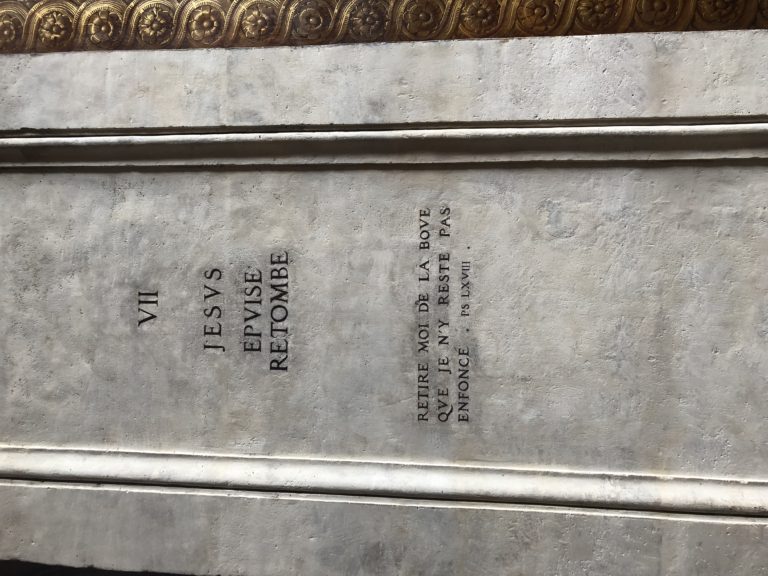 VII
JESVS
EPVISE
RETOMBE
RETIRE MOI DE LA BOVE
QVE JE N'Y RESTE PAS
ENFONCE . PS LXVIII .